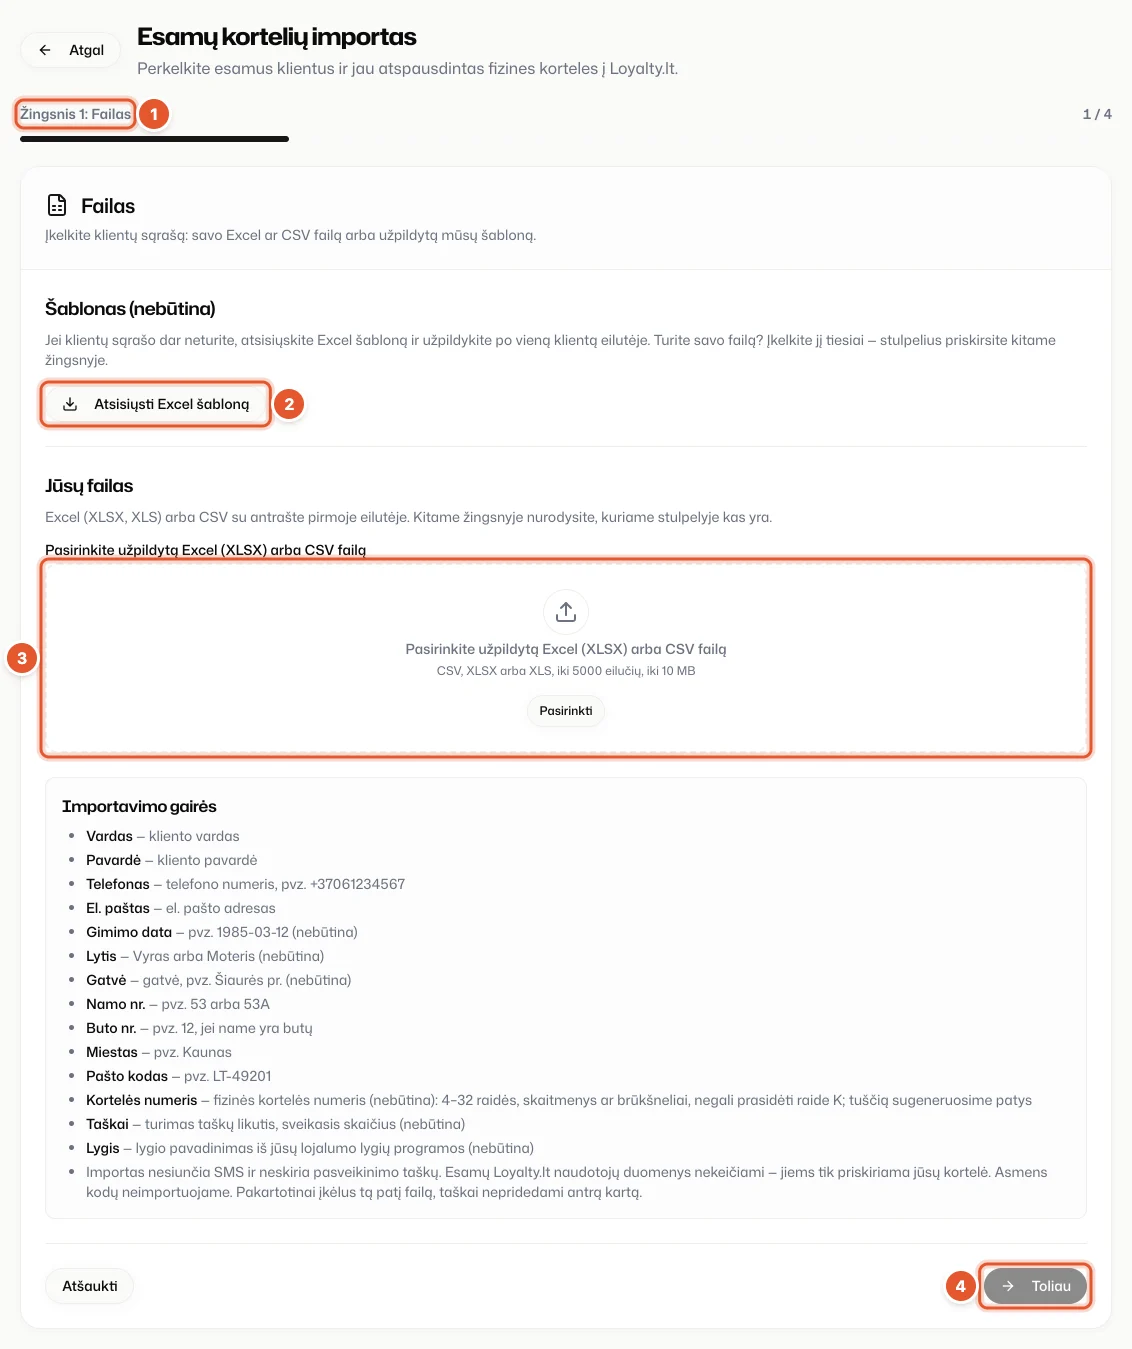 Atgal
Esamų kortelių importas
Perkelkite esamus klientus ir jau atspausdintas fizines korteles į Loyalty.lt.
Žingsnis 1: Failas
1
1 / 4
Failas
Įkelkite klientų sąrašą: savo Excel ar CSV failą arba užpildytą mūsų šabloną.
Šablonas (nebūtina)
Jei klientų sąrašo dar neturite, atsisiųskite Excel šabloną ir užpildykite po vieną klientą eilutėje. Turite savo failą? Įkelkite jį tiesiai – stulpelius priskirsite kitame
žingsnyje.
Atsisiųsti Excel šabloną
2
Jūsų failas
Excel (XLSX, XLS) arba CSV su antrašte pirmoje eilutėje. Kitame žingsnyje nurodysite, kuriame stulpelyje kas yra.
Pasirinkite užpildytą Excel (XLSX) arba CSV failą
3
Pasirinkite užpildytą Excel (XLSX) arba CSV failą
CSV, XLSX arba XLS, iki 5000 eilučių, iki 10 MB
Pasirinkti
Importavimo gairės
Vardas – kliento vardas
Pavardė – kliento pavardė
Telefonas – telefono numeris, pvz. +37061234567
El. paštas – el. pašto adresas
Gimimo data – pvz. 1985-03-12 (nebūtina)
Lytis – Vyras arba Moteris (nebūtina)
Gatvė – gatvė, pvz. Šiaurės pr. (nebūtina)
Namo nr. – pvz. 53 arba 53A
Buto nr. – pvz. 12, jei name yra butų
Miestas – pvz. Kaunas
Pašto kodas – pvz. LT-49201
Kortelės numeris – fizinės kortelės numeris (nebūtina): 4–32 raidės, skaitmenys ar brūkšneliai, negali prasidėti raide K; tuščią sugeneruosime patys
Taškai – turimas taškų likutis, sveikasis skaičius (nebūtina)
Lygis – lygio pavadinimas iš jūsų lojalumo lygių programos (nebūtina)
Importas nesiunčia SMS ir neskiria pasveikinimo taškų. Esamų Loyalty.lt naudotojų duomenys nekeičiami – jiems tik priskiriama jūsų kortelė. Asmens
kodų neimportuojame. Pakartotinai įkėlus tą patį failą, taškai nepridedami antrą kartą.
Atšaukti
4
Toliau